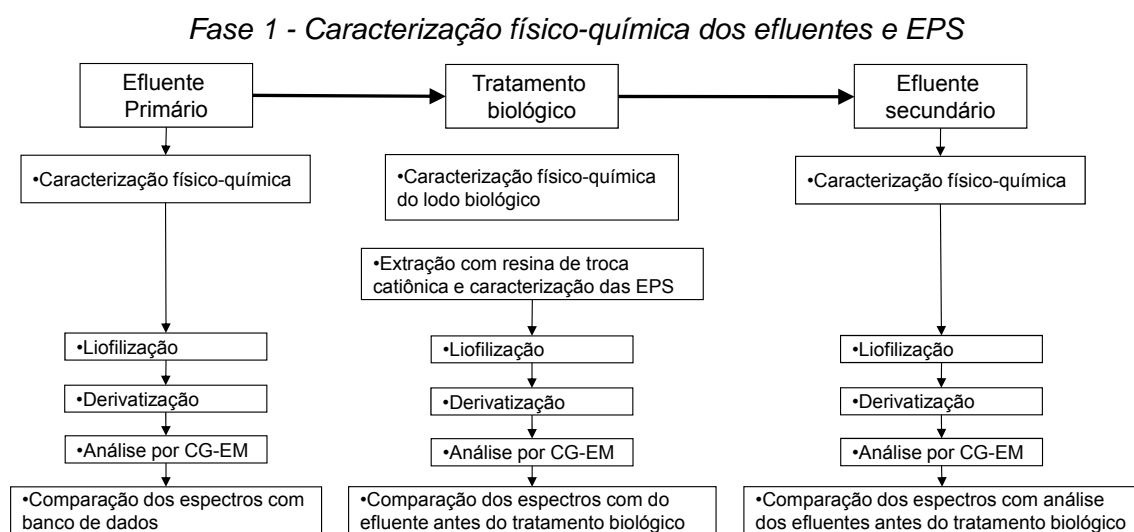 Fase 1 - Caracterização físico-química dos efluentes e EPS
Efluente
Primário
Tratamento
biológico
Efluente
secundário
•Caracterização físico-química
•Caracterização físico-química
do lodo biológico
•Caracterização físico-química
•Extração com resina de troca
catiônica e caracterização das EPS
•Liofilização
•Liofilização
•Liofilização
•Derivatização
•Derivatização
•Derivatização
•Análise por CG-EM
•Análise por CG-EM
•Análise por CG-EM
•Comparação dos espectros com
banco de dados
•Comparação dos espectros com do
efluente antes do tratamento biológico
•Comparação dos espectros com análise
dos efluentes antes do tratamento biológico